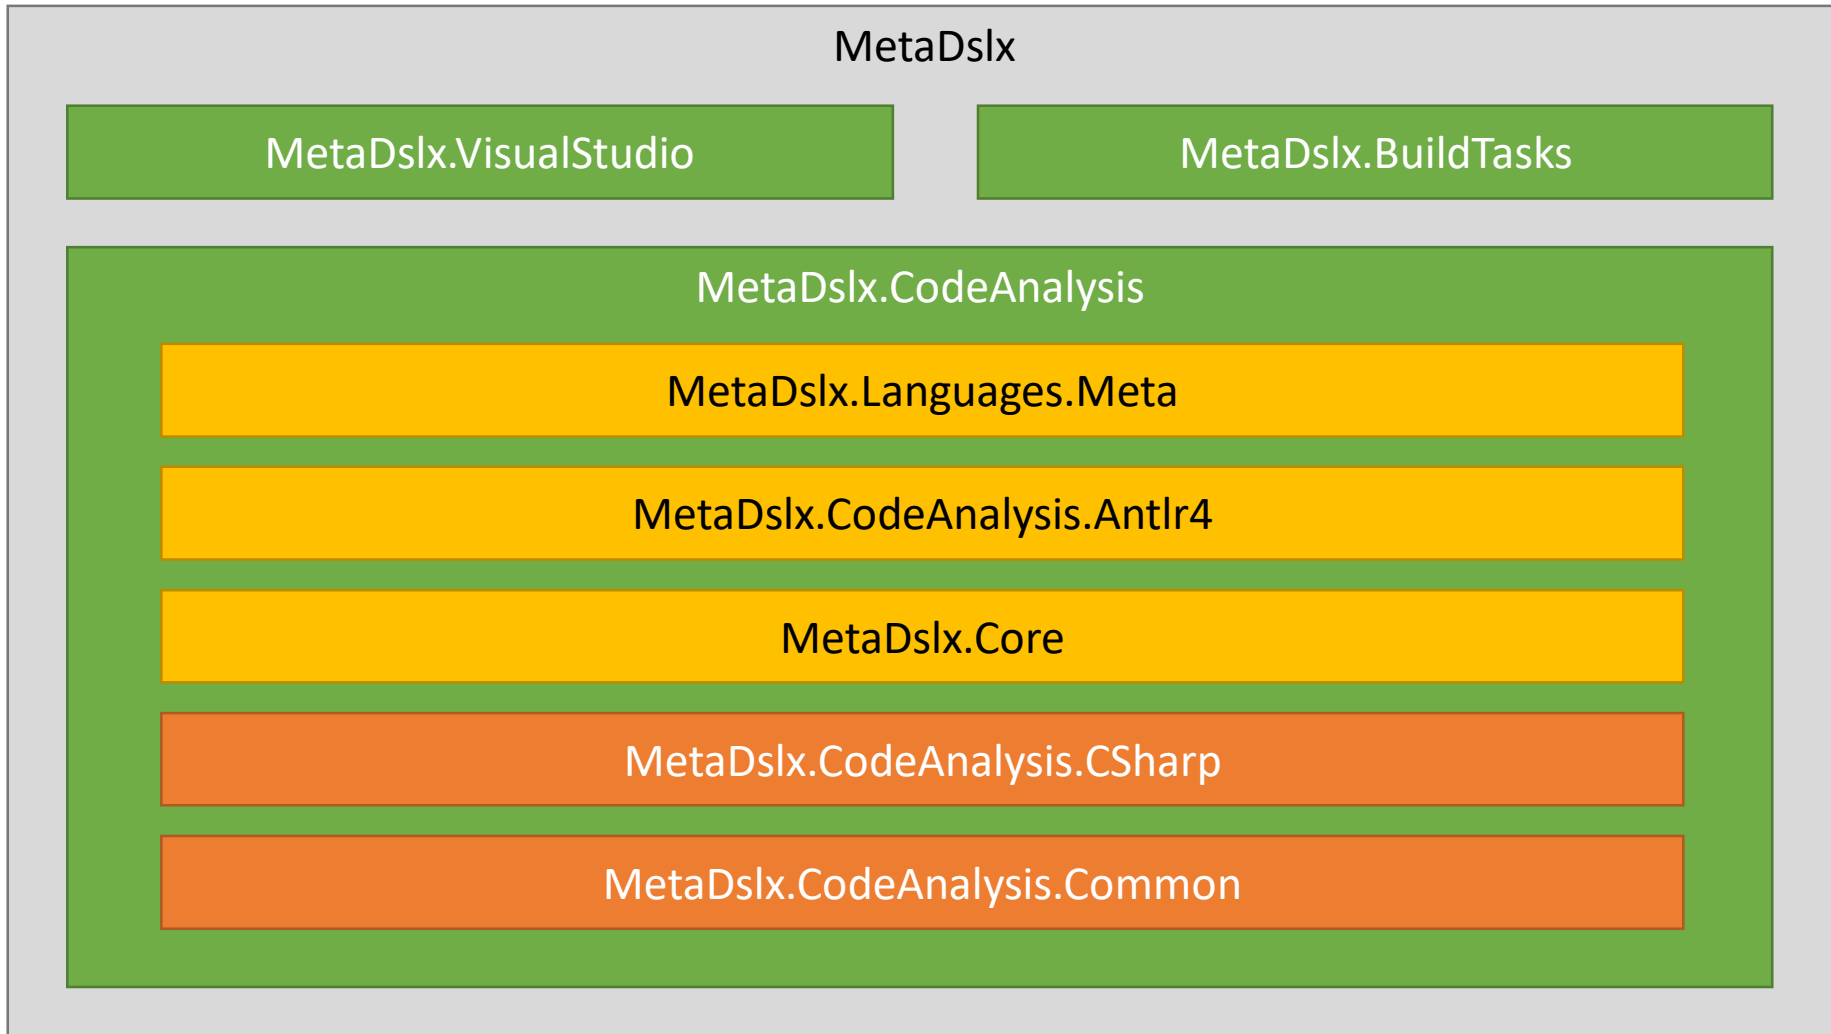 MetaDslx
MetaDslx.VisualStudio
MetaDslx.BuildTasks
MetaDslx.CodeAnalysis
MetaDslx.Languages.Meta
MetaDslx.CodeAnalysis.Antlr4
MetaDslx.Core
MetaDslx.CodeAnalysis.CSharp
MetaDslx.CodeAnalysis.Common